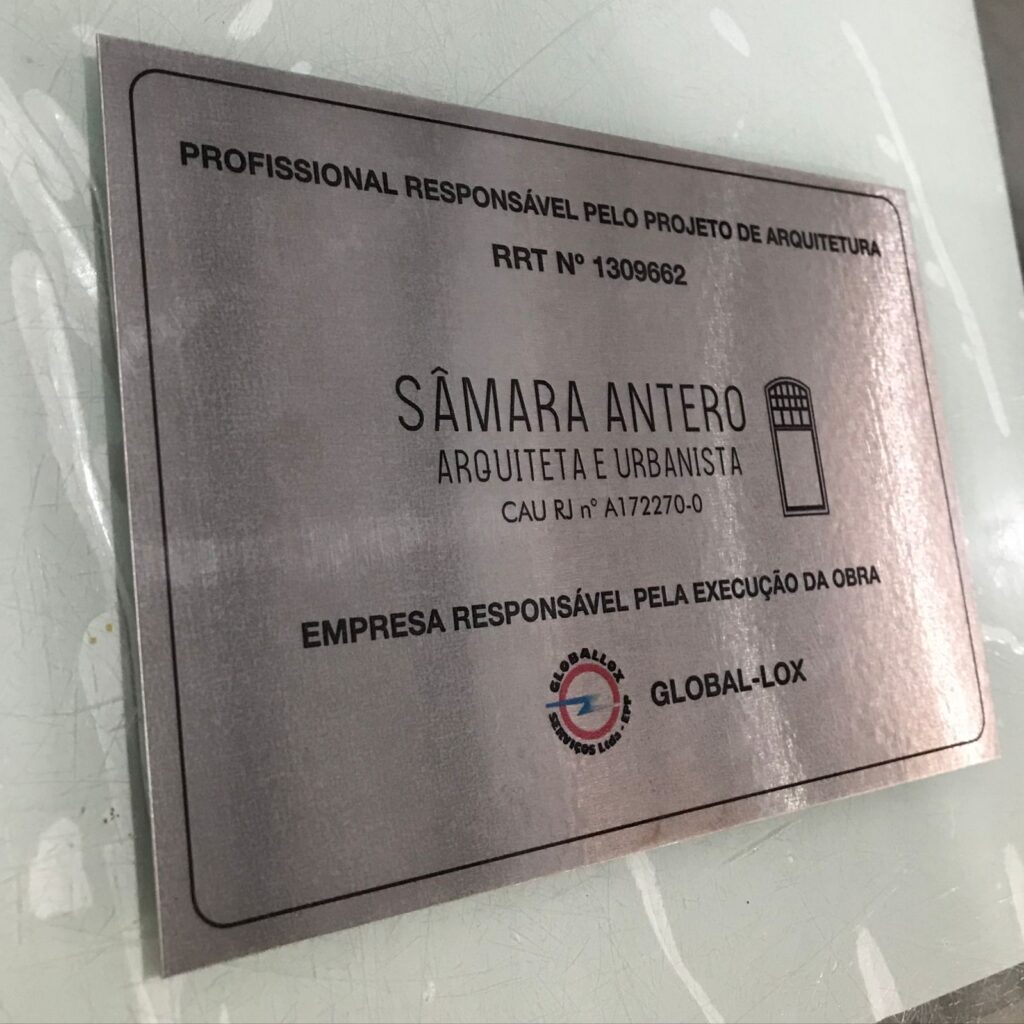 PROFISSIONAL RESPONSÁVEL PELO PROJETO DE ARQUITETURA
RRT Nº 1309662
SÂMARA ANTERO
ARQUITETA E URBANISTA
CAU RJ nº A172270-0
EMPRESA RESPONSÁVEL PELA EXECUÇÃO DA OBRA
GLOBALLOX
SERVIÇOS Ltda - EPP
GLOBAL-LOX